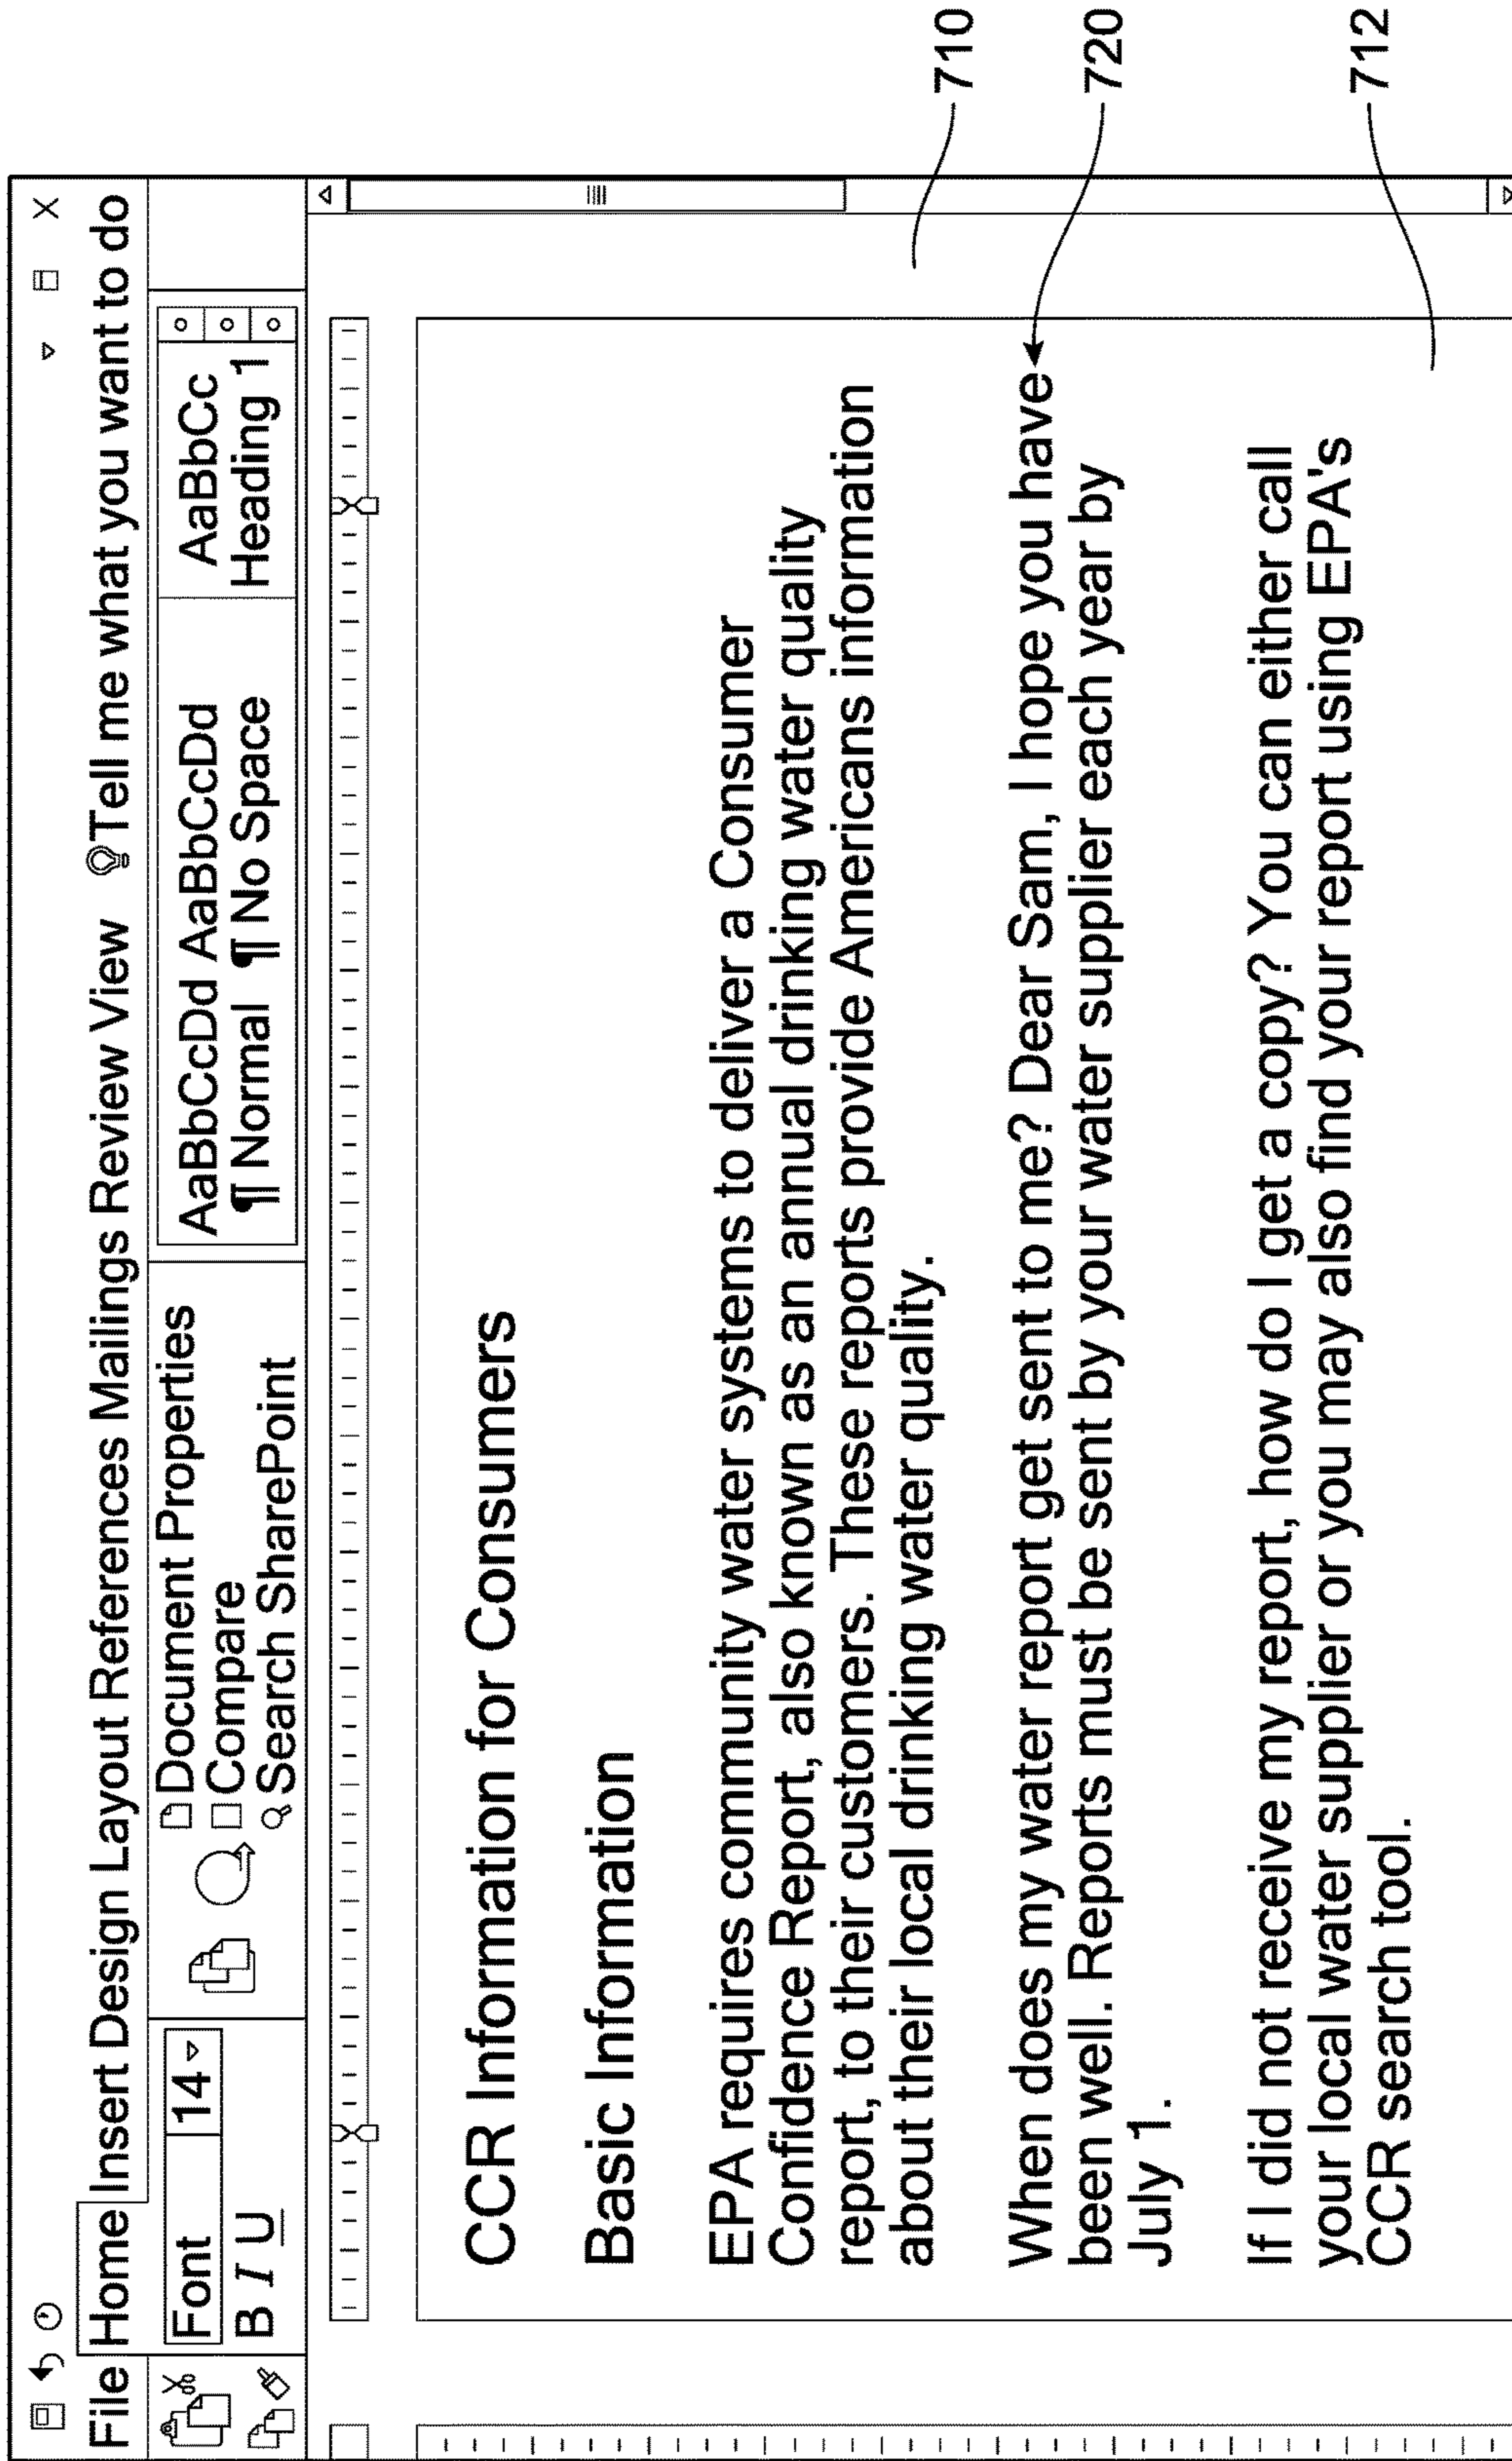 File Home Insert Design Layout References Mailings Review View Tell me what you want to do
X
Font 14
B I U
Document Properties
Compare
Search SharePoint
AaBbCcDd AaBbCcDd AaBbCc
¶ Normal ¶ No Space Heading 1
CCR Information for Consumers
Basic Information
EPA requires community water systems to deliver a Consumer
Confidence Report, also known as an annual drinking water quality
report, to their customers. These reports provide Americans information
about their local drinking water quality.
When does my water report get sent to me? Dear Sam, I hope you have
been well. Reports must be sent by your water supplier each year by
July 1.
If I did not receive my report, how do I get a copy? You can either call
your local water supplier or you may also find your report using EPA's
CCR search tool.
710
720
712